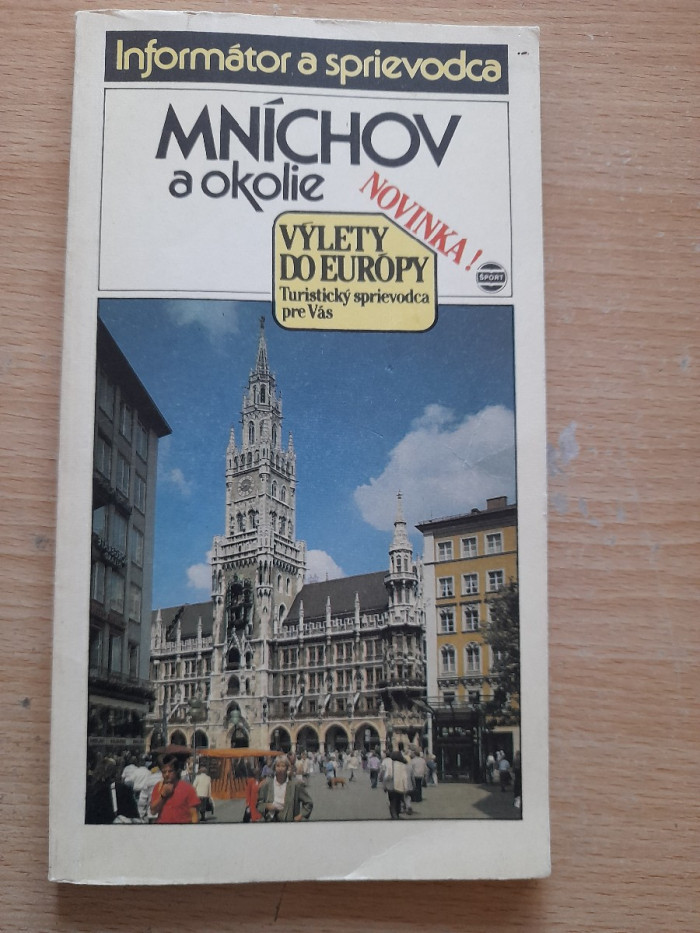 Informátor a sprievodca
MNÍCHOV
a okolie
NOVINKA!
VÝLETY
DO EURÓPY
Turistický sprievodca
pre Vás
ŠPORT